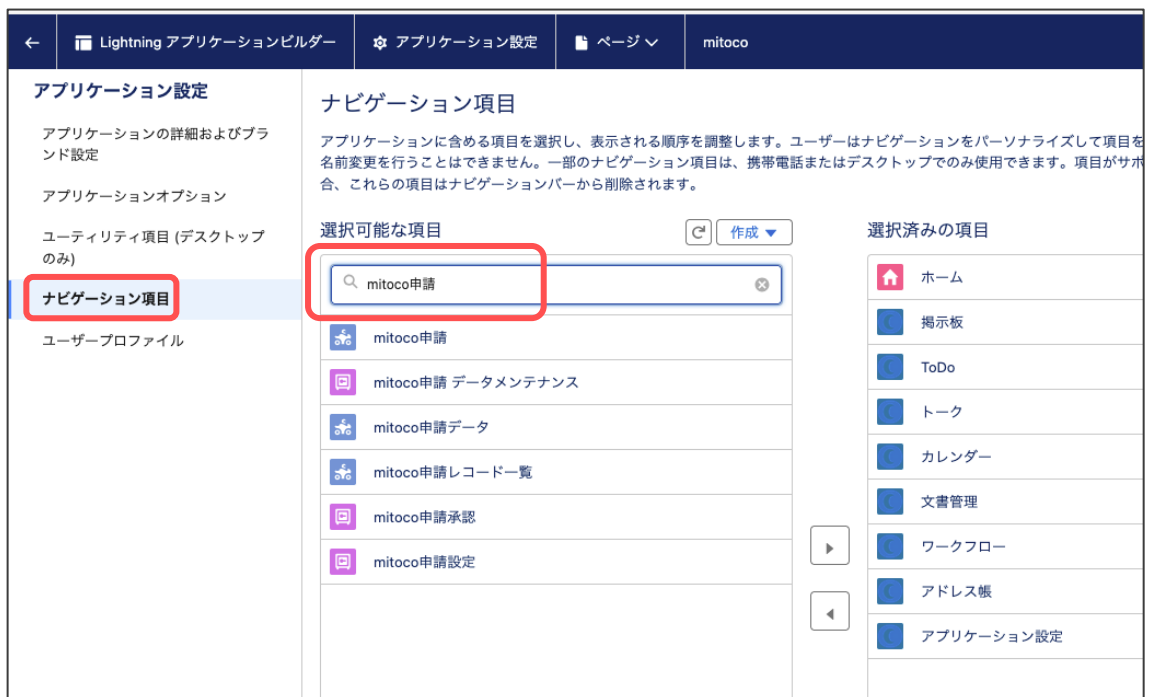 Lightning アプリケーションビルダー
アプリケーション設定
ページ
mitoco
アプリケーション設定
アプリケーションの詳細およびブラ
ンド設定
アプリケーションオプション
ユーティリティ項目 (デスクトップ
のみ)
ナビゲーション項目
ユーザープロファイル
ナビゲーション項目
アプリケーションに含める項目を選択し、表示される順序を調整します。ユーザーはナビゲーションをパーソナライズして項目を
名前変更を行うことはできません。一部のナビゲーション項目は、携帯電話またはデスクトップでのみ使用できます。項目がサポ
合、これらの項目はナビゲーションバーから削除されます。
選択可能な項目
作成
mitoco申請
mitoco申請
mitoco申請 データメンテナンス
mitoco申請データ
mitoco申請レコード一覧
mitoco申請承認
mitoco申請設定
選択済みの項目
ホーム
掲示板
ToDo
トーク
カレンダー
文書管理
ワークフロー
アドレス帳
アプリケーション設定